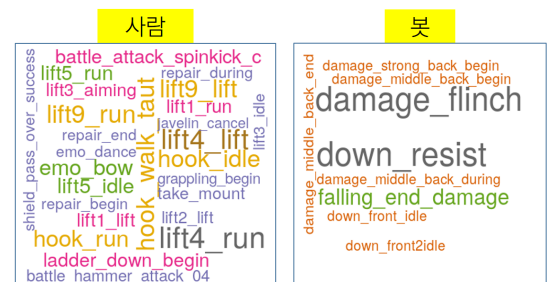 사람
battle_attack_spinkick_c
lift5_run
repair_during
lift3_aiming
lift9_lift
lift9_run
lift1_run
javelin_cancel
repair_end
lift4_lift
lift3_idle
emo_dance
hook_idle
emo_bow
grappling_begin
lift5_idle
take_mount
repair_begin
lift1_lift
lift2_lift
hook_run
lift4_run
ladder_down_begin
battle_hammer_attack_04
shield_pass_over_success
hook_walk_taut
봇
damage_strong_back_begin
damage_middle_back_begin
damage_flinch
down_resist
damage_middle_back_during
falling_end_damage
down_front_idle
down_front2idle
damage_middle_back_end